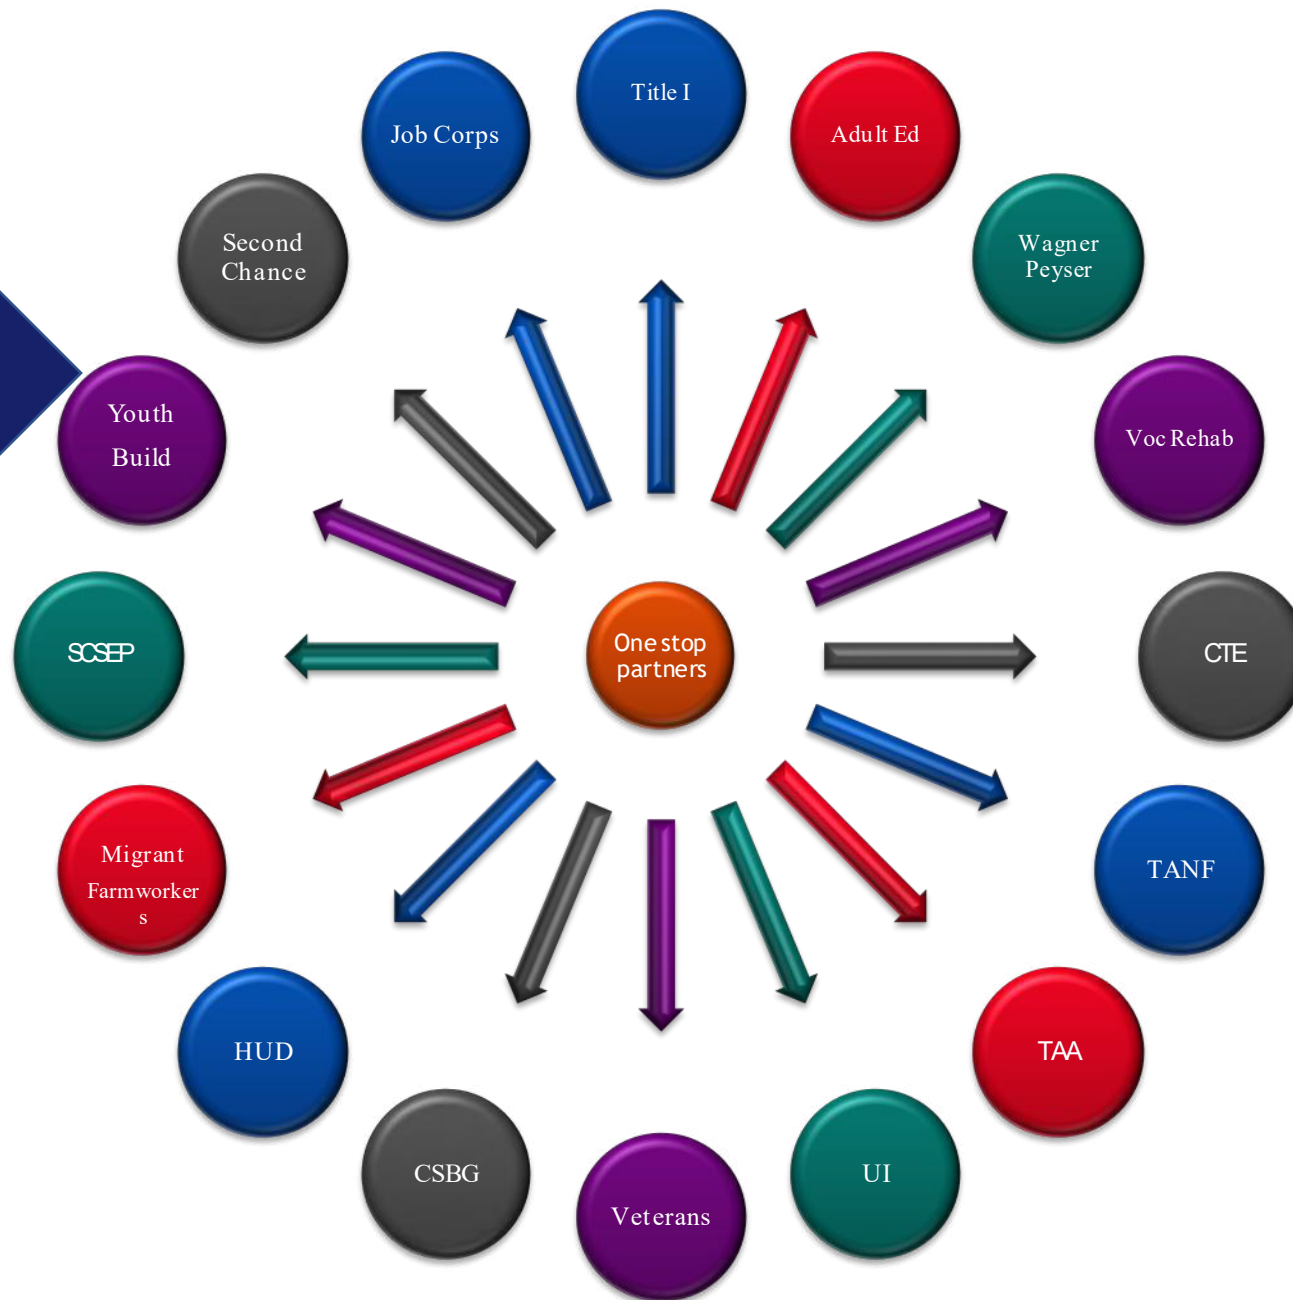 Title I
Job Corps
Adult Ed
Second
Chance
Wagner
Peyser
Youth
Build
Voc Rehab
One stop
partners
SCSEP
CTE
Migrant
Farmworker
s
TANF
HUD
TAA
CSBG
UI
Veterans